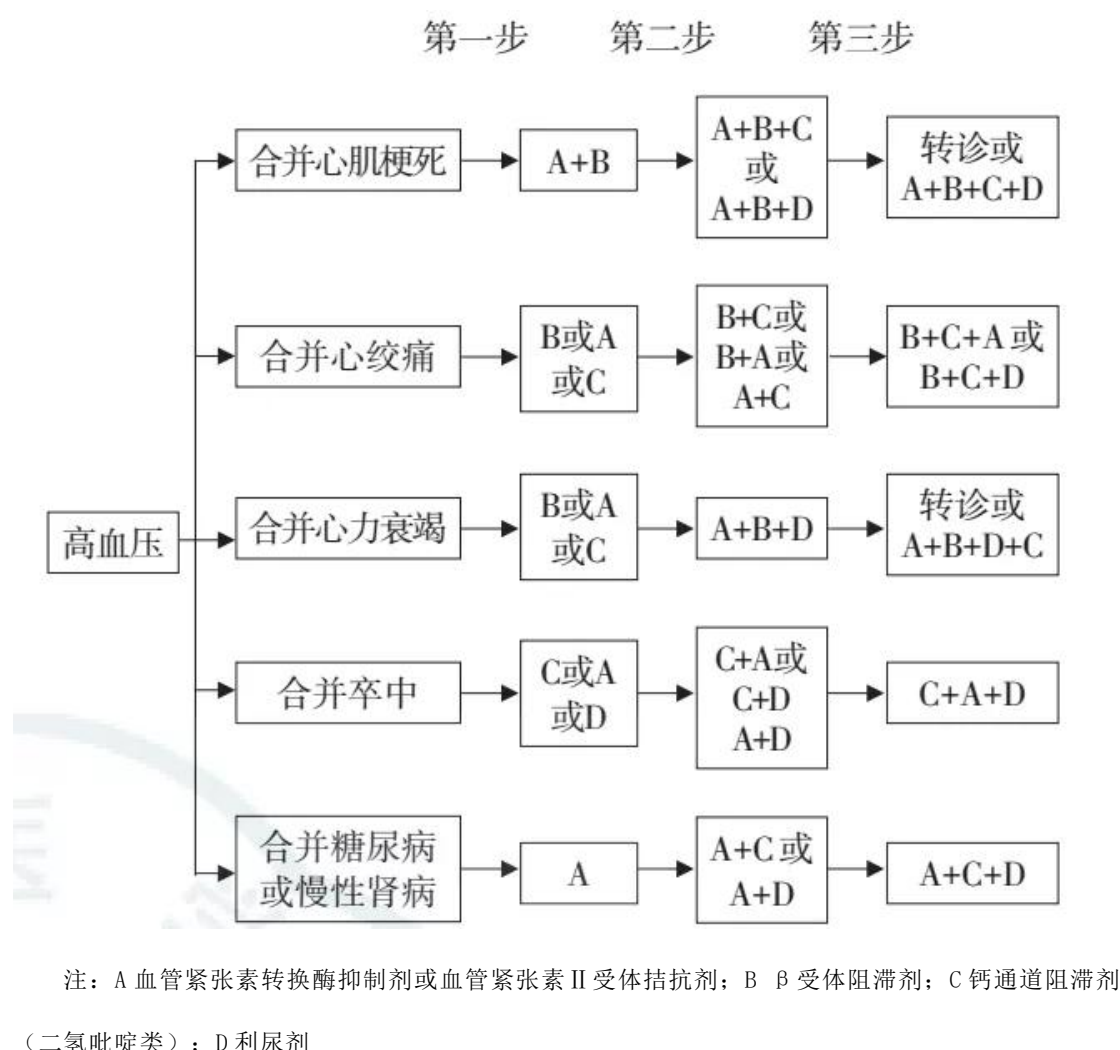 第一步 第二步 第三步
合并心肌梗死
A+B
A+B+C
或
A+B+D
转诊或
A+B+C+D
合并心绞痛
B或A
或C
B+C或
B+A或
A+C
B+C+A或
B+C+D
高血压
合并心力衰竭
B或A
或C
A+B+D
转诊或
A+B+D+C
合并卒中
C或A
或D
C+A或
C+D
A+D
C+A+D
合并糖尿病
或慢性肾病
A
A+C或
A+D
A+C+D
注：A 血管紧张素转换酶抑制剂或血管紧张素Ⅱ受体拮抗剂；B β受体阻滞剂；C 钙通道阻滞剂
（二氢吡啶类）；D 利尿剂